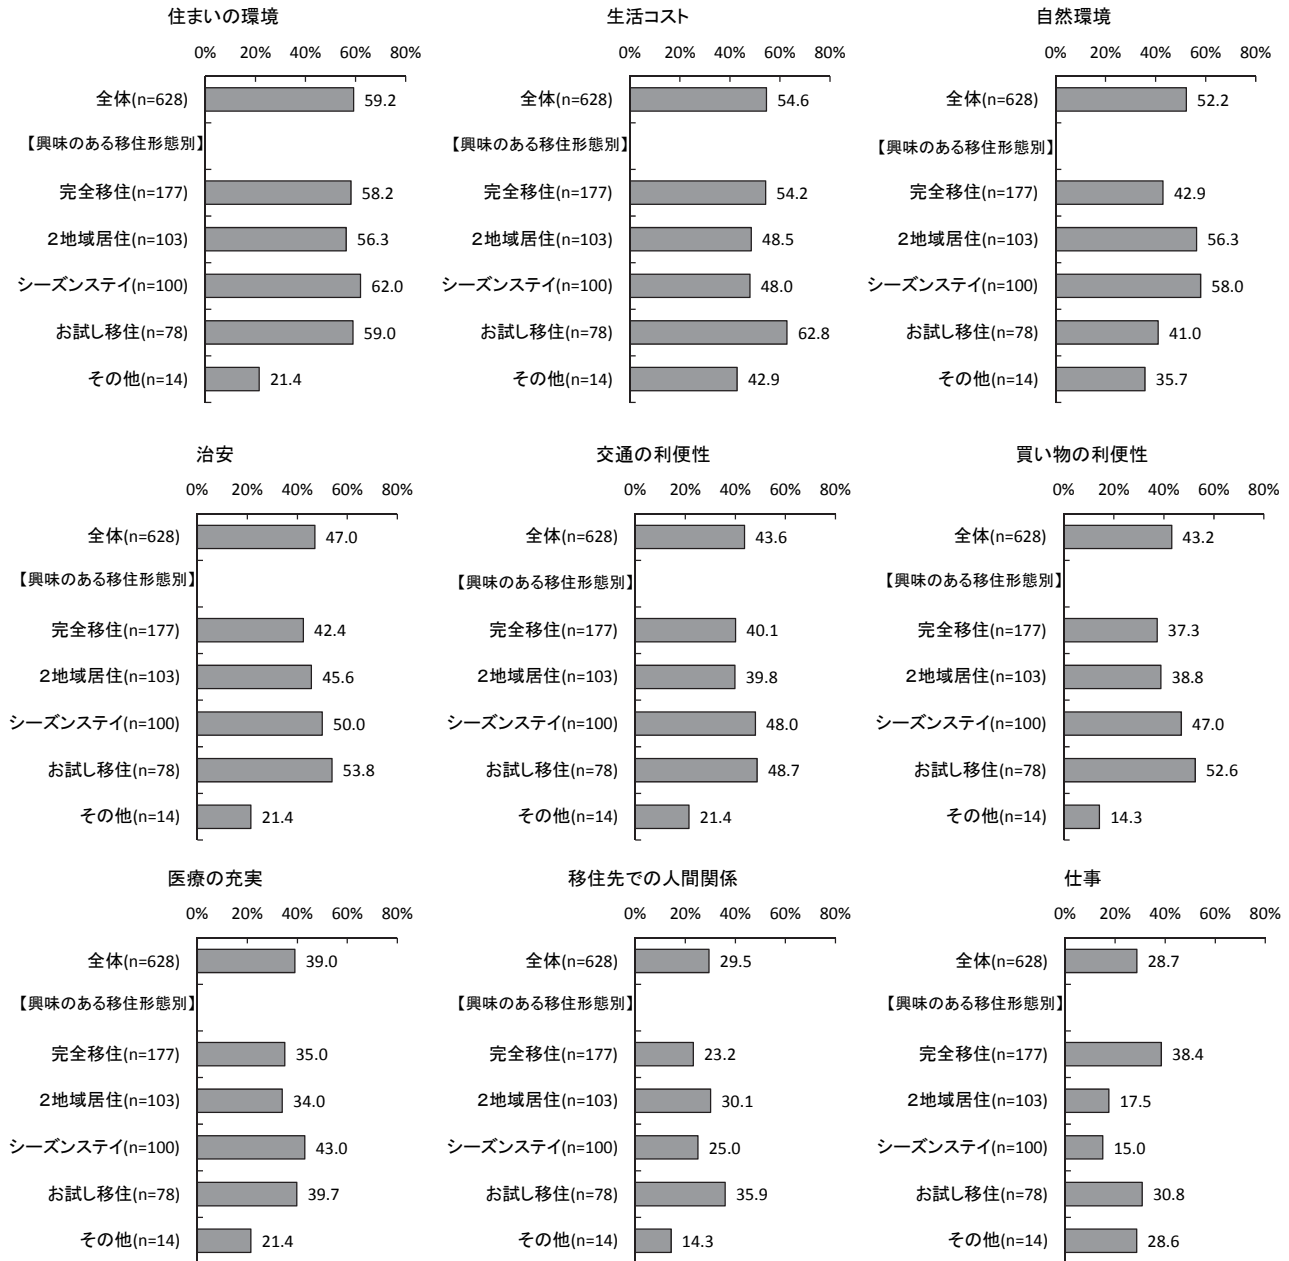 住まいの環境 生活コスト 自然環境
0% 20% 40% 60% 80% 0% 20% 40% 60% 80% 0% 20% 40% 60% 80%
全体(n=628) 59.2 全体(n=628) 54.6 全体(n=628) 52.2
【興味のある移住形態別】 【興味のある移住形態別】 【興味のある移住形態別】
完全移住(n=177) 58.2 完全移住(n=177) 54.2 完全移住(n=177) 42.9
2地域居住(n=103) 56.3 2地域居住(n=103) 48.5 2地域居住(n=103) 56.3
シーズンステイ(n=100) 62.0 シーズンステイ(n=100) 48.0 シーズンステイ(n=100) 58.0
お試し移住(n=78) 59.0 お試し移住(n=78) 62.8 お試し移住(n=78) 41.0
その他(n=14) 21.4 その他(n=14) 42.9 その他(n=14) 35.7
治安 交通の利便性 買い物の利便性
0% 20% 40% 60% 80% 0% 20% 40% 60% 80% 0% 20% 40% 60% 80%
全体(n=628) 47.0 全体(n=628) 43.6 全体(n=628) 43.2
【興味のある移住形態別】 【興味のある移住形態別】 【興味のある移住形態別】
完全移住(n=177) 42.4 完全移住(n=177) 40.1 完全移住(n=177) 37.3
2地域居住(n=103) 45.6 2地域居住(n=103) 39.8 2地域居住(n=103) 38.8
シーズンステイ(n=100) 50.0 シーズンステイ(n=100) 48.0 シーズンステイ(n=100) 47.0
お試し移住(n=78) 53.8 お試し移住(n=78) 48.7 お試し移住(n=78) 52.6
その他(n=14) 21.4 その他(n=14) 21.4 その他(n=14) 14.3
医療の充実 移住先での人間関係 仕事
0% 20% 40% 60% 80% 0% 20% 40% 60% 80% 0% 20% 40% 60% 80%
全体(n=628) 39.0 全体(n=628) 29.5 全体(n=628) 28.7
【興味のある移住形態別】 【興味のある移住形態別】 【興味のある移住形態別】
完全移住(n=177) 35.0 完全移住(n=177) 23.2 完全移住(n=177) 38.4
2地域居住(n=103) 34.0 2地域居住(n=103) 30.1 2地域居住(n=103) 17.5
シーズンステイ(n=100) 43.0 シーズンステイ(n=100) 25.0 シーズンステイ(n=100) 15.0
お試し移住(n=78) 39.7 お試し移住(n=78) 35.9 お試し移住(n=78) 30.8
その他(n=14) 21.4 その他(n=14) 14.3 その他(n=14) 28.6